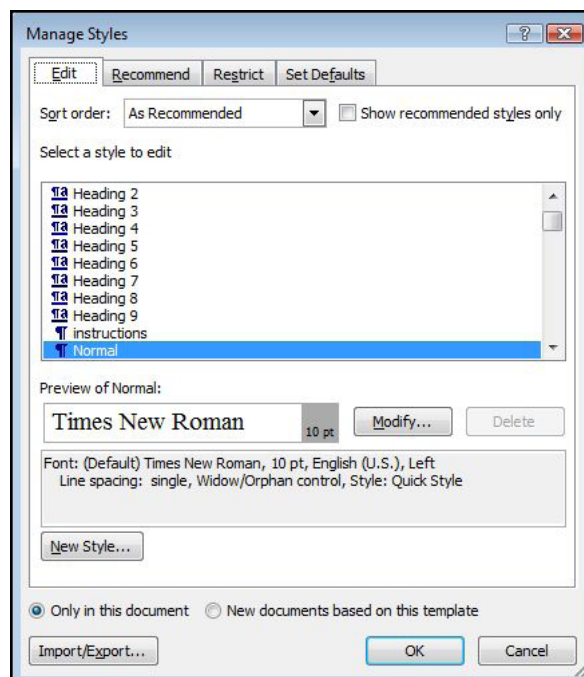 Manage Styles
Edit Recommend Restrict Set Defaults
Sort order: As Recommended Show recommended styles only
Select a style to edit
¶a Heading 2
¶a Heading 3
¶a Heading 4
¶a Heading 5
¶a Heading 6
¶a Heading 7
¶a Heading 8
¶a Heading 9
¶ instructions
¶ Normal
Preview of Normal:
Times New Roman 10 pt Modify... Delete
Font: (Default) Times New Roman, 10 pt, English (U.S.), Left
Line spacing: single, Widow/Orphan control, Style: Quick Style
New Style...
Only in this document New documents based on this template
Import/Export... OK Cancel